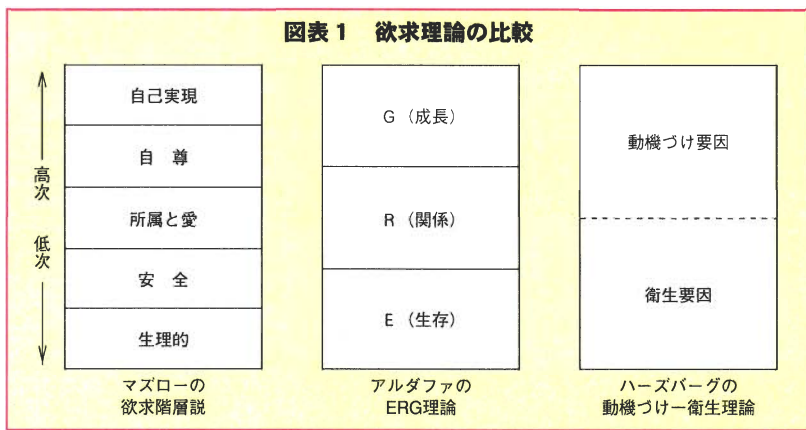 図表1 欲求理論の比較
高次
低次
自己実現
自 尊
所属と愛
安 全
生理的
マズローの
欲求階層説
G（成長）
R（関係）
E（生存）
アルダファの
ERG理論
動機づけ要因
衛生要因
ハーズバーグの
動機づけー衛生理論